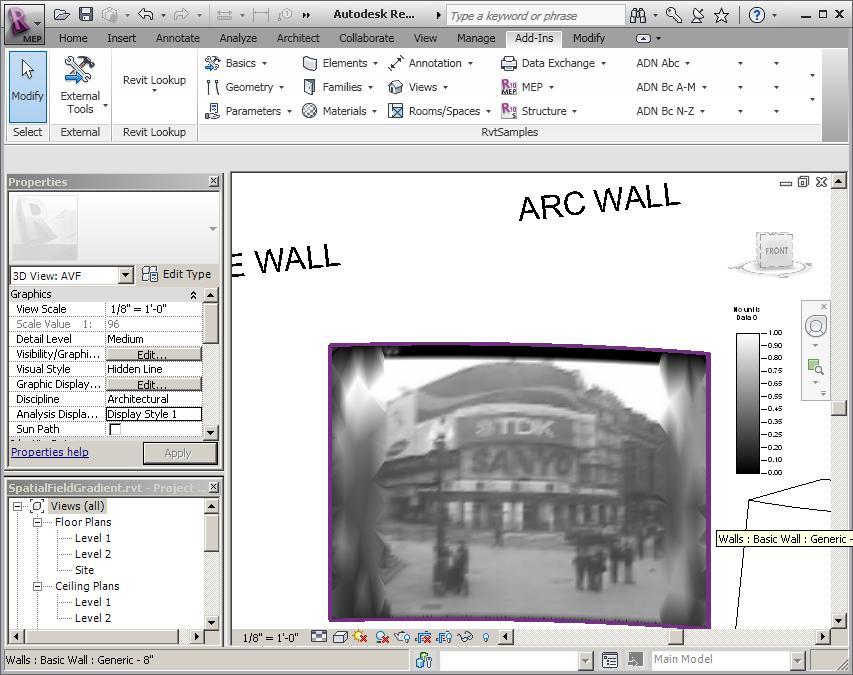 Autodesk Re...
Type a keyword or phrase
MEP
Home Insert Annotate Analyze Architect Collaborate View Manage Add-Ins Modify
Basics Elements Annotation Data Exchange ADN Abc
Modify External Tools Revit Lookup Geometry Families Views MEP ADN Bc A-M
Parameters Materials Rooms/Spaces Structure ADN Bc N-Z
Select External Revit Lookup RvtSamples
Properties
3D View: AVF Edit Type
Graphics
View Scale 1/8" = 1'-0"
Scale Value 1: 96
Detail Level Medium
Visibility/Graphi... Edit...
Visual Style Hidden Line
Graphic Display... Edit...
Discipline Architectural
Analysis Displa... Display Style 1
Sun Path
Properties help Apply
SpatialFieldGradient.rvt - Project ...
Views (all)
Floor Plans
Level 1
Level 2
Site
Ceiling Plans
Level 1
Level 2
E WALL
ARC WALL
FRONT
No units
Data 0
1.00
0.90
0.80
0.75
0.65
0.55
0.45
0.35
0.25
0.20
0.10
0.00
TDK
SANYO
Walls : Basic Wall : Generic -
1/8" = 1'-0"
Walls : Basic Wall : Generic - 8"
Main Model